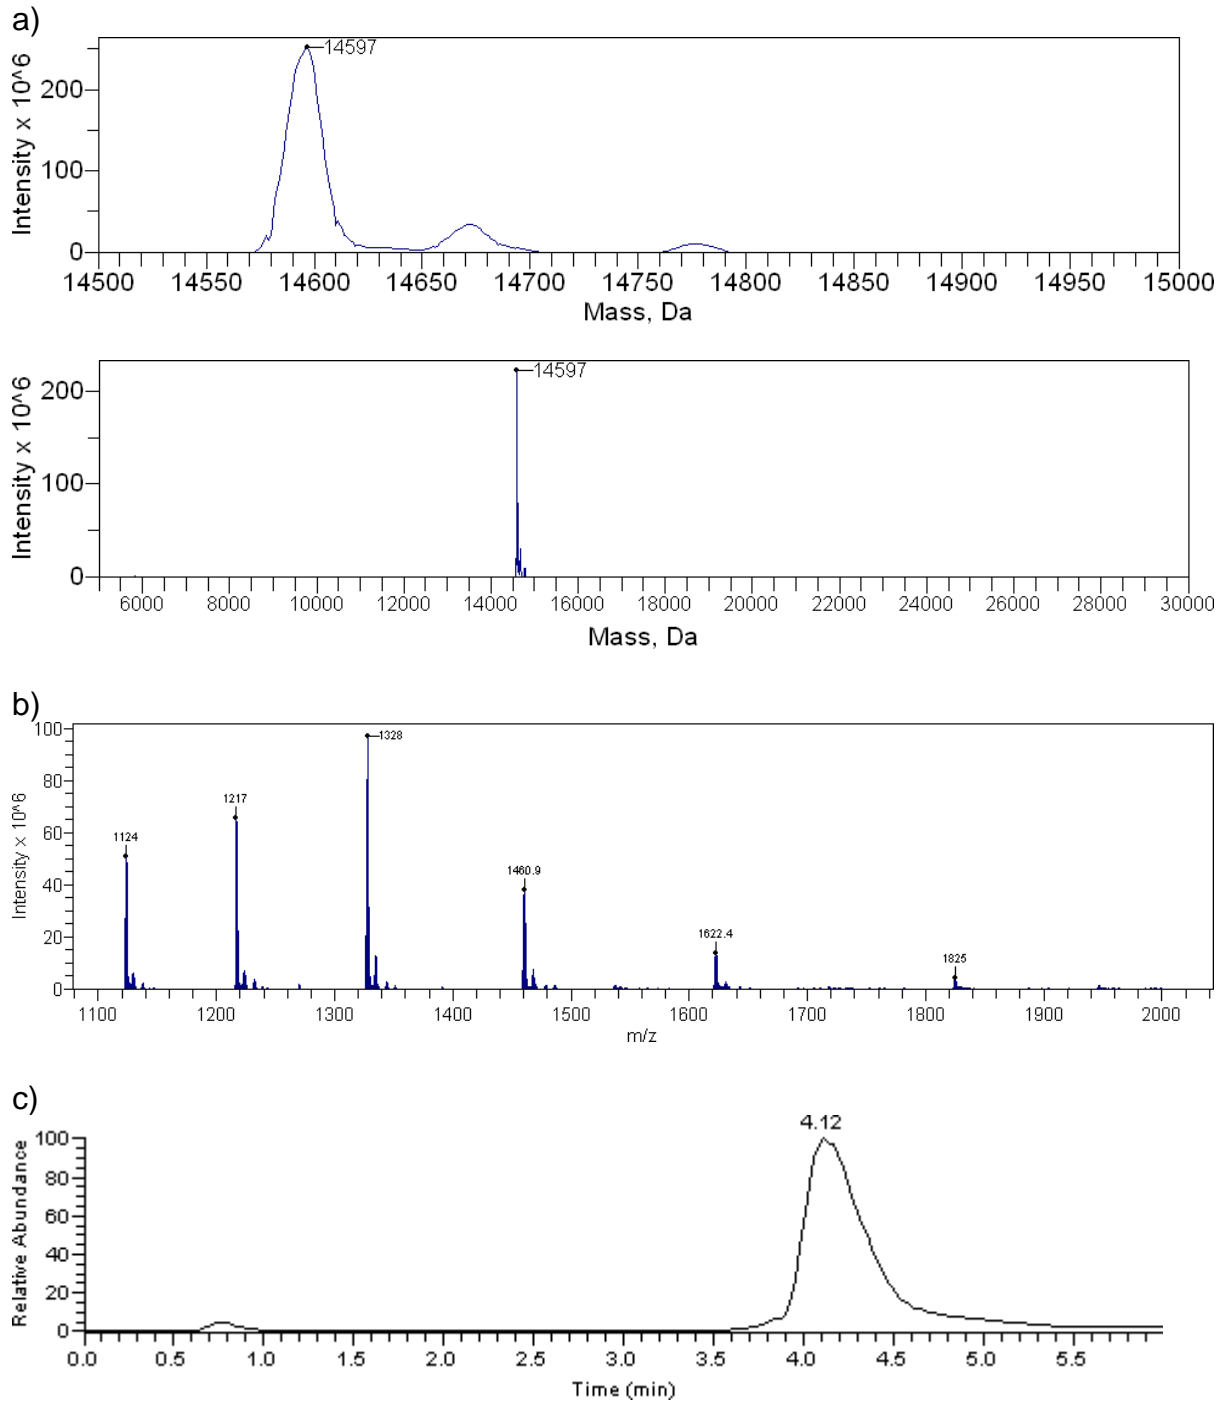 a)
Intensity x 10^6
200
100
0
14597
14500 14550 14600 14650 14700 14750 14800 14850 14900 14950 15000
Mass, Da
Intensity x 10^6
200
100
0
14597
6000 8000 10000 12000 14000 16000 18000 20000 22000 24000 26000 28000 30000
Mass, Da
b)
Intensity x 10^6
100
80
60
40
20
0
1124
1217
1328
1460.9
1622.4
1825
1100 1200 1300 1400 1500 1600 1700 1800 1900 2000
m/z
c)
Relative Abundance
100
80
60
40
20
0
4.12
0.0 0.5 1.0 1.5 2.0 2.5 3.0 3.5 4.0 4.5 5.0 5.5
Time (min)